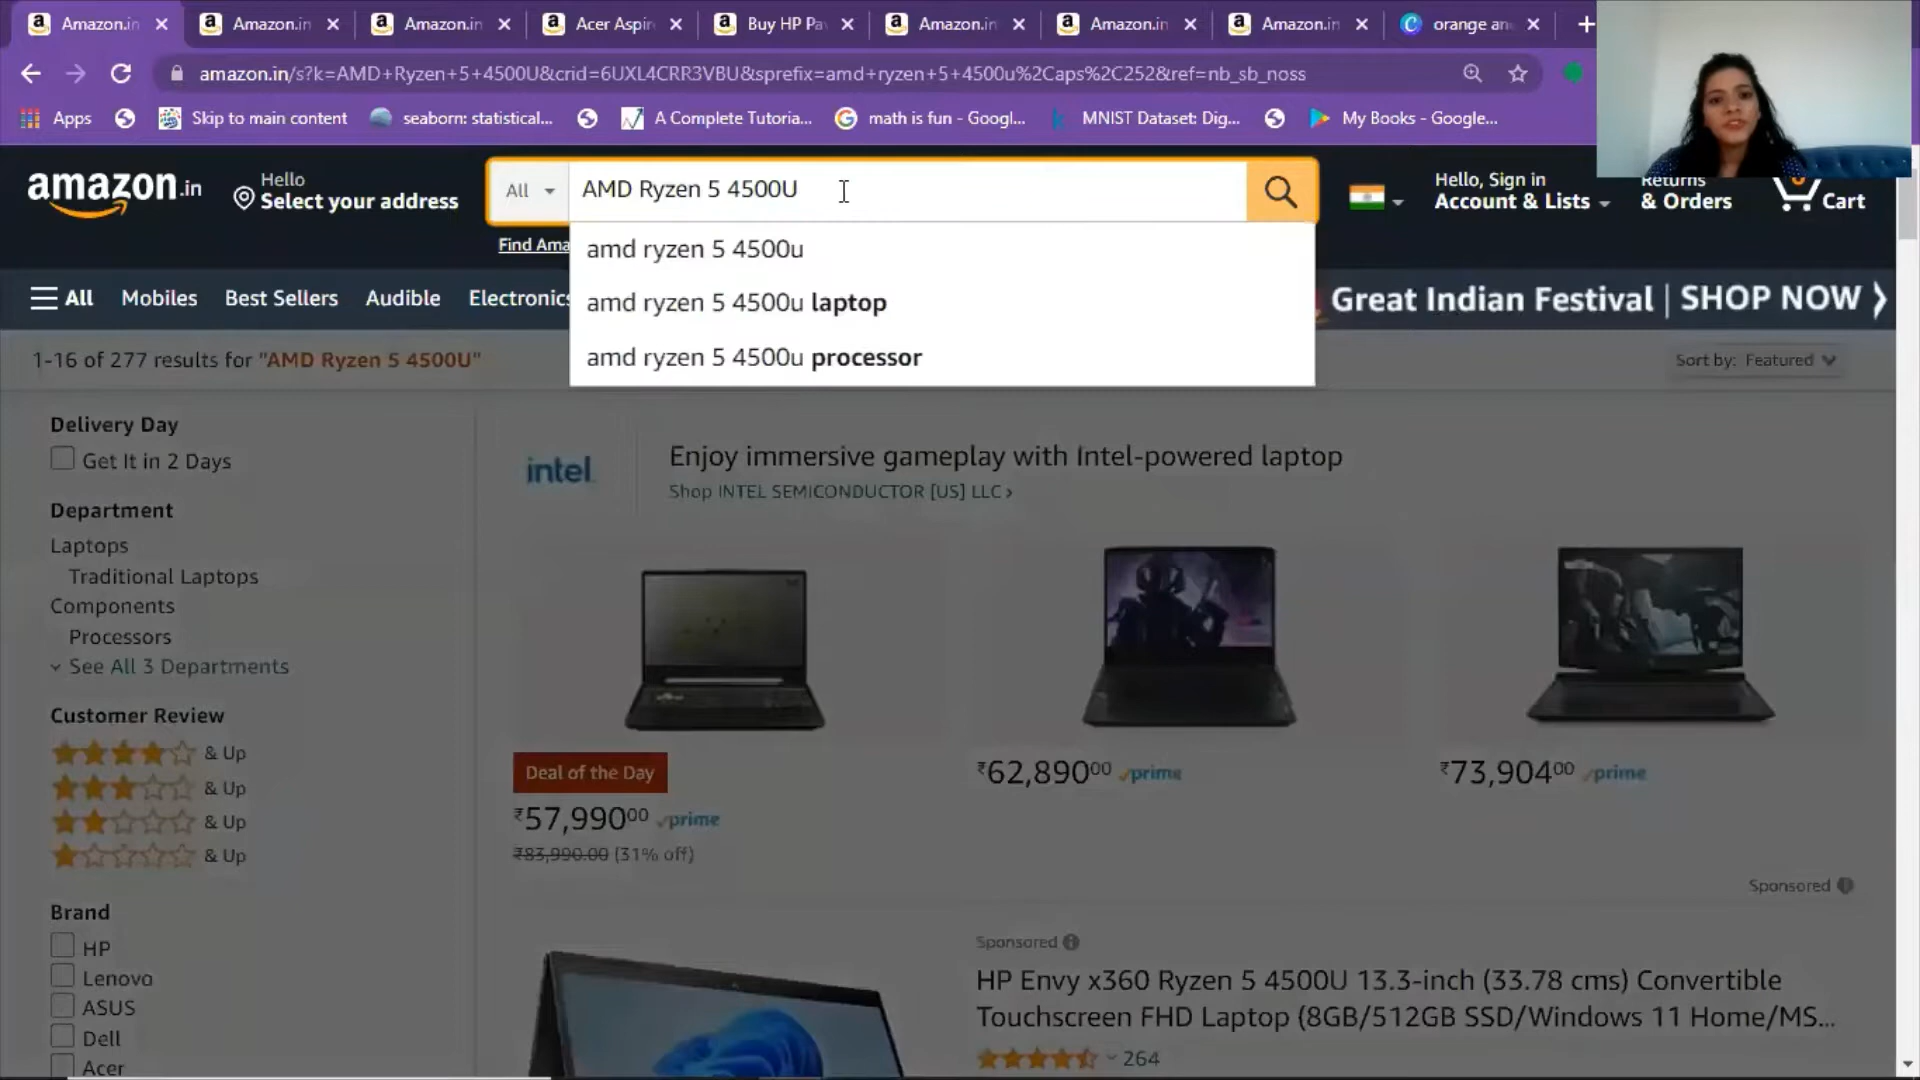 Amazon.in
Amazon.in
Amazon.in
Acer Aspir
Buy HP Pa
Amazon.in
Amazon.in
Amazon.in
orange an
amazon.in/s?k=AMD+Ryzen+5+4500U&crid=6UXL4CRR3VBU&sprefix=amd+ryzen+5+4500u%2Caps%2C252&ref=nb_sb_noss
Apps
Skip to main content
seaborn: statistical...
A Complete Tutoria...
math is fun - Googl...
MNIST Dataset: Dig...
My Books - Google...
amazon.in
Hello
Select your address
All
AMD Ryzen 5 4500U
Hello, Sign in
Account & Lists
Returns
& Orders
0
Cart
Find Ama
amd ryzen 5 4500u
amd ryzen 5 4500u laptop
amd ryzen 5 4500u processor
All
Mobiles
Best Sellers
Audible
Electronics
Great Indian Festival | SHOP NOW
1-16 of 277 results for "AMD Ryzen 5 4500U"
Sort by: Featured
Delivery Day
Get It in 2 Days
Department
Laptops
Traditional Laptops
Components
Processors
See All 3 Departments
Customer Review
& Up
& Up
& Up
& Up
Brand
HP
Lenovo
ASUS
Dell
Acer
intel.
Enjoy immersive gameplay with Intel-powered laptop
Shop INTEL SEMICONDUCTOR [US] LLC ›
Deal of the Day
₹57,99000 prime
₹83,990.00 (31% off)
₹62,89000 prime
₹73,90400 prime
Sponsored
Sponsored
HP Envy x360 Ryzen 5 4500U 13.3-inch (33.78 cms) Convertible
Touchscreen FHD Laptop (8GB/512GB SSD/Windows 11 Home/MS...
264